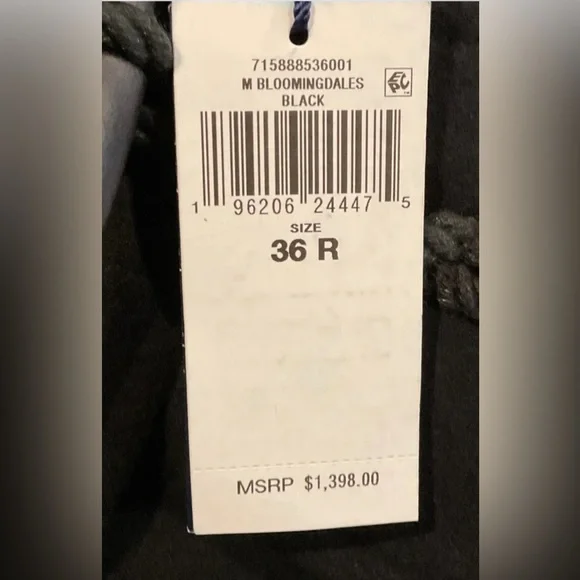 715888536001
M BLOOMINGDALES
BLACK
1 96206 24447 5
SIZE
36 R
MSRP $1,398.00